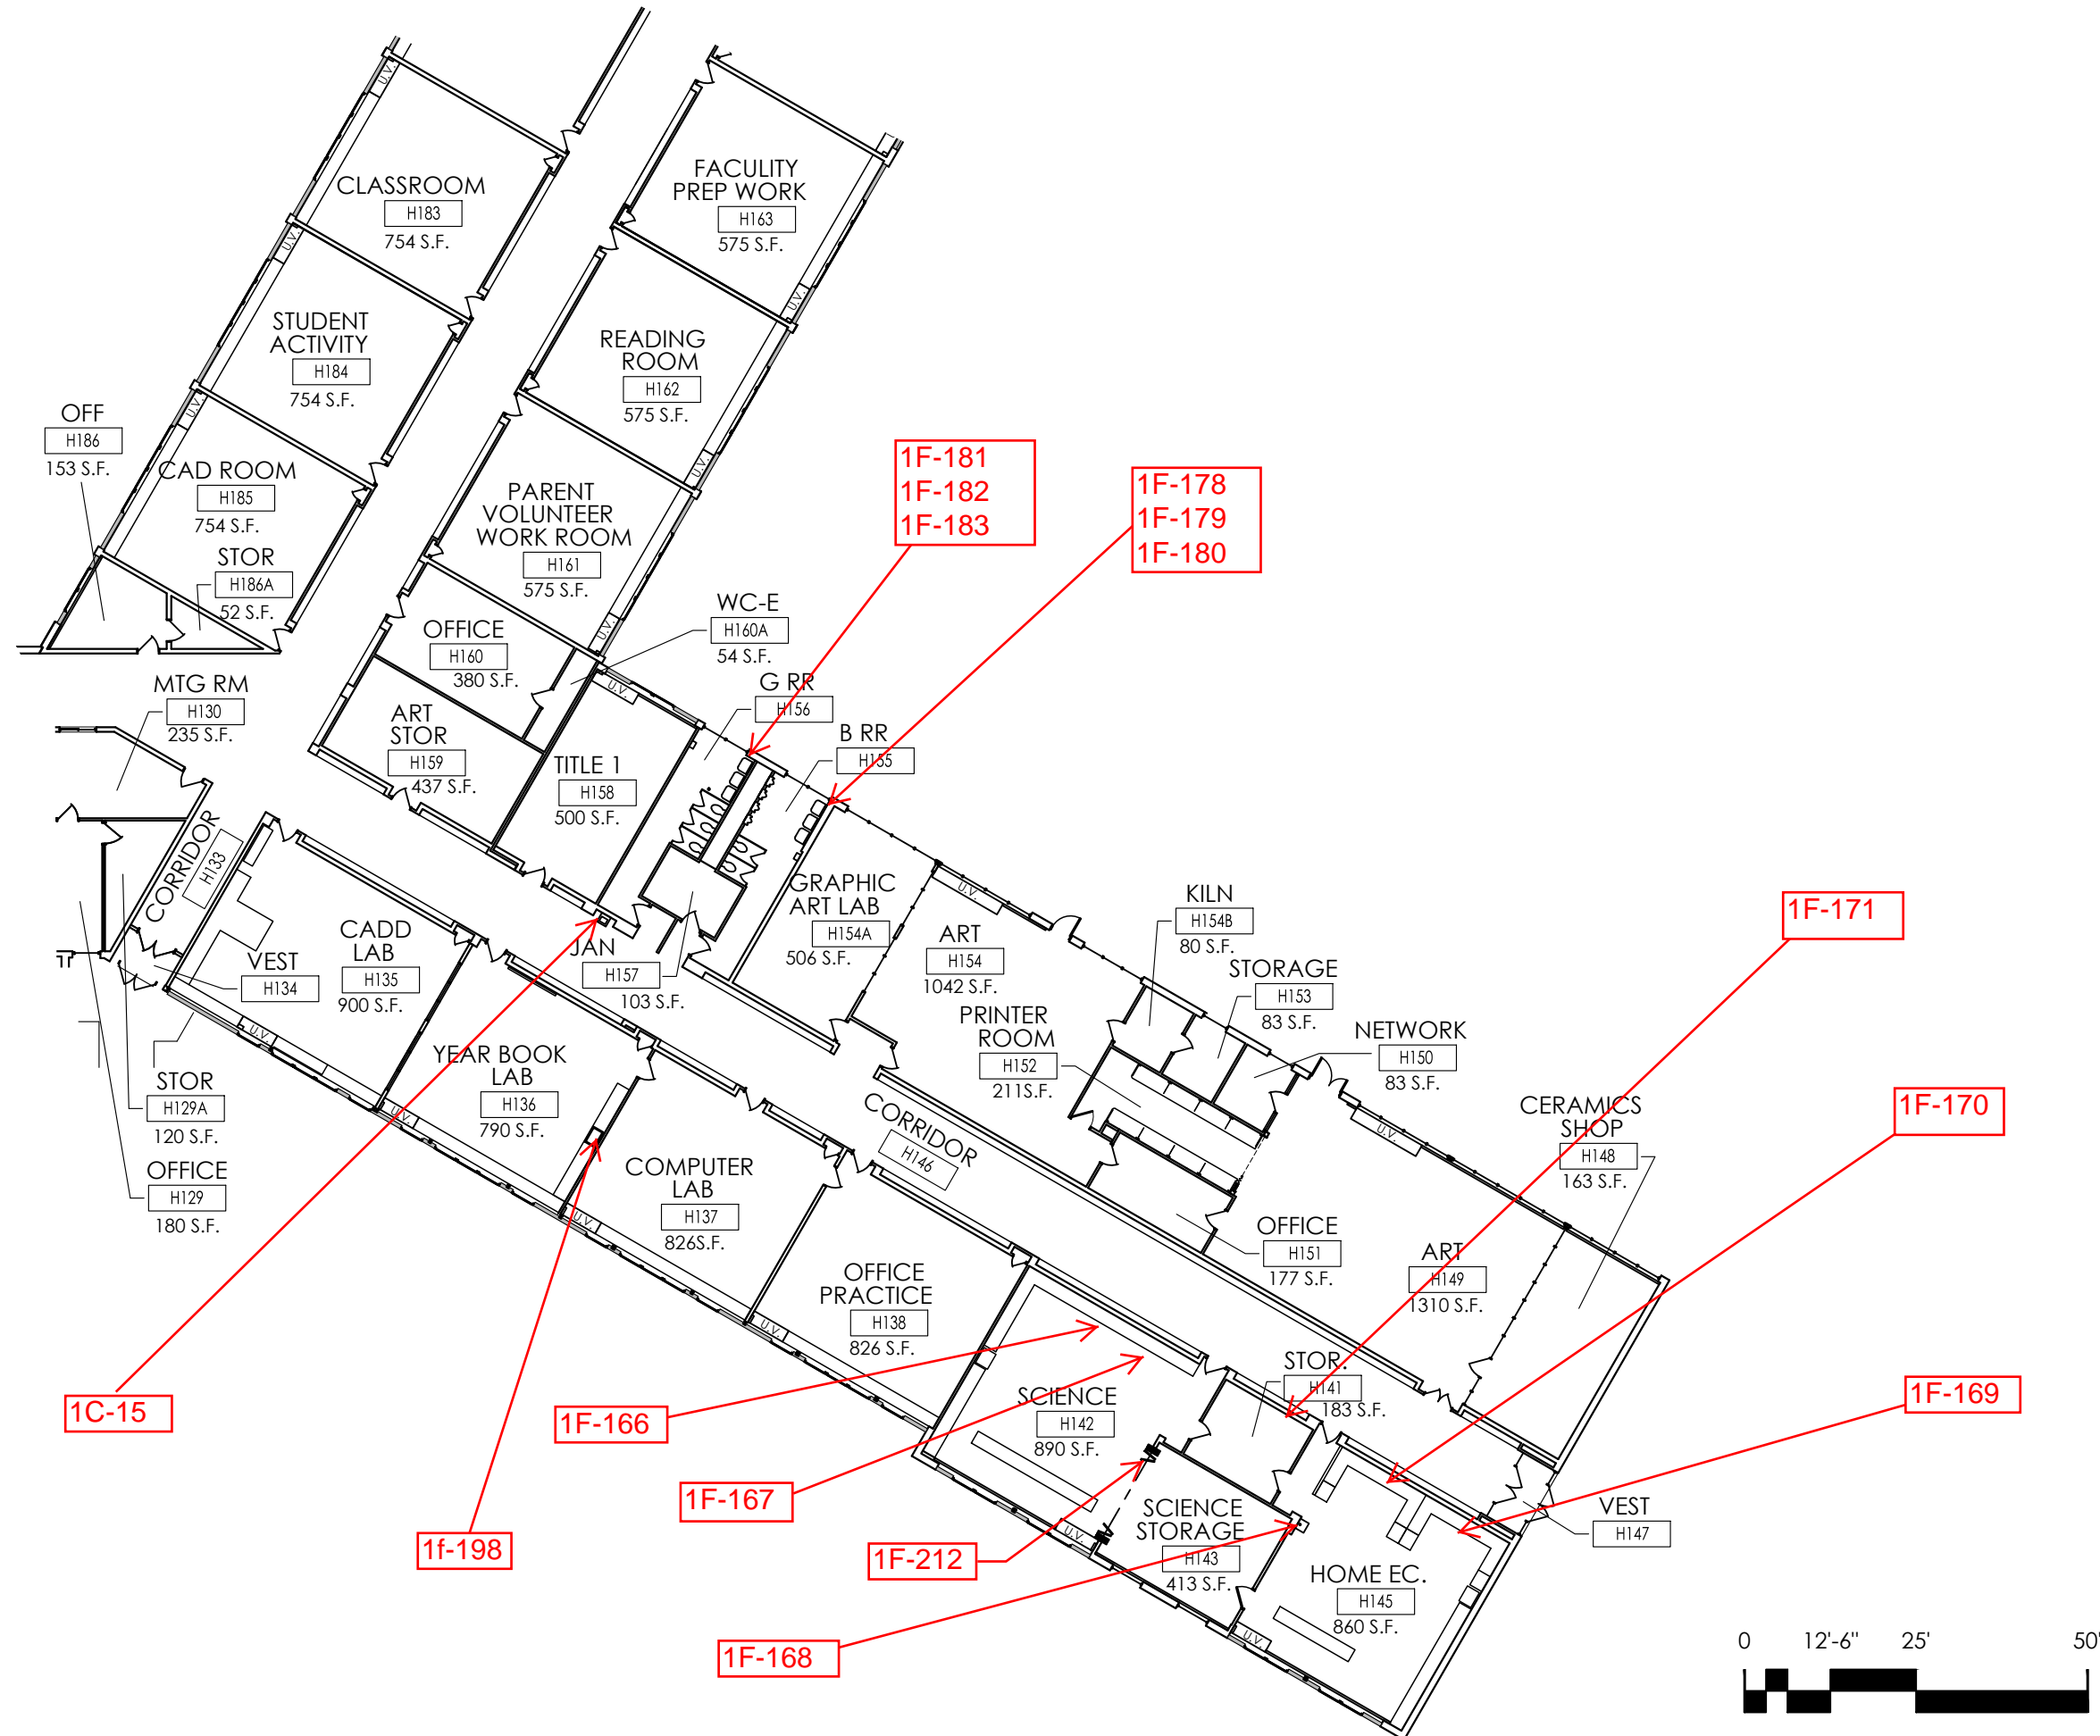 U.V.
CLASSROOM
H183
754 S.F.
FACULITY
PREP WORK
H163
575 S.F.
U.V.
U.V.
STUDENT
ACTIVITY
H184
754 S.F.
READING
ROOM
H162
575 S.F.
U.V.
OFF
H186
153 S.F.
CAD ROOM
H185
754 S.F.
U.V.
STOR
H186A
52 S.F.
PARENT
VOLUNTEER
WORK ROOM
H161
575 S.F.
U.V.
1F-181
1F-182
1F-183
1F-178
1F-179
1F-180
WC-E
H160A
54 S.F.
OFFICE
H160
380 S.F.
MTG RM
H130
235 S.F.
G RR
H156
U.V.
ART
STOR
H159
437 S.F.
B RR
H155
TITLE 1
H158
500 S.F.
CORRIDOR
H133
GRAPHIC
ART LAB
H154A
506 S.F.
U.V.
KILN
H154B
80 S.F.
1F-171
CADD
LAB
H135
900 S.F.
VEST
H134
JAN
H157
103 S.F.
ART
H154
1042 S.F.
STORAGE
H153
83 S.F.
PRINTER
ROOM
H152
211S.F.
NETWORK
H150
83 S.F.
U.V.
YEAR BOOK
LAB
H136
790 S.F.
STOR
H129A
120 S.F.
U.V.
CORRIDOR
H146
CERAMICS
SHOP
H148
163 S.F.
U.V.
1F-170
OFFICE
H129
180 S.F.
COMPUTER
LAB
H137
826S.F.
U.V.
OFFICE
H151
177 S.F.
ART
H149
1310 S.F.
OFFICE
PRACTICE
H138
826 S.F.
U.V.
STOR.
H141
183 S.F.
1F-169
1C-15
1F-166
SCIENCE
H142
890 S.F.
1F-167
U.V.
SCIENCE
STORAGE
H143
413 S.F.
VEST
H147
1f-198
1F-212
HOME EC.
H145
860 S.F.
U.V.
1F-168
0 12'-6" 25' 50'